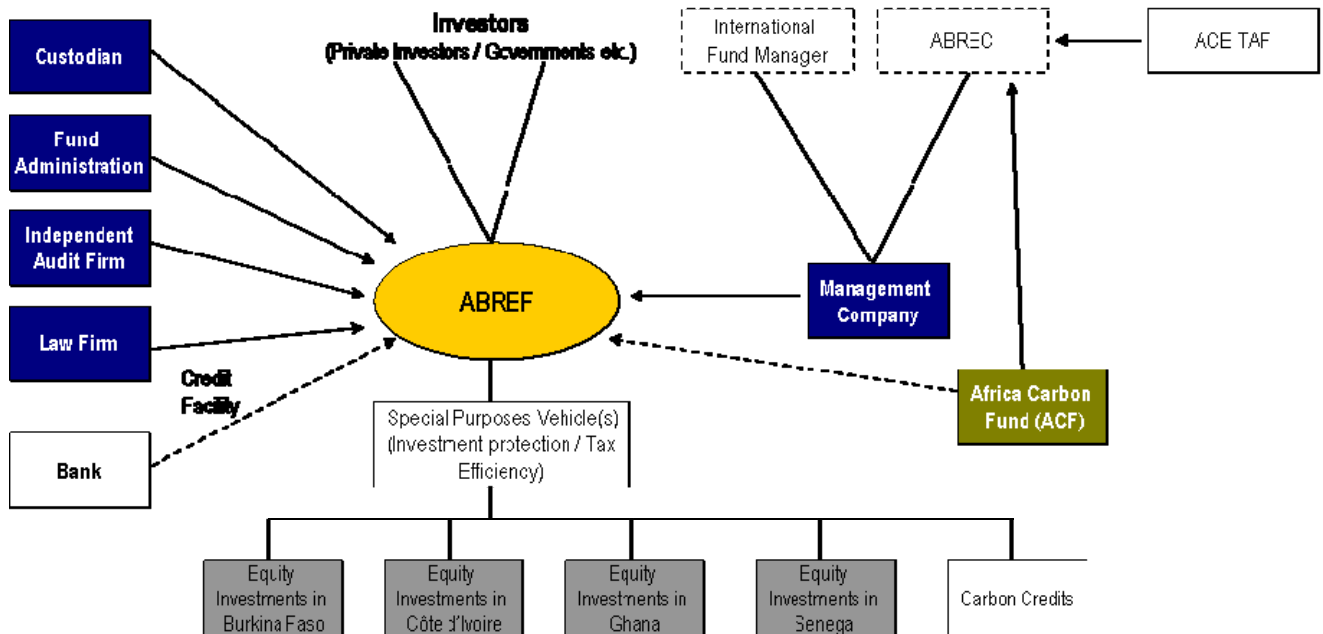 Investors
(Private Investors / Governments etc.)
International
Fund Manager
ABREC
ACE TAF
Custodian
Fund
Administration
Independent
Audit Firm
Law Firm
ABREF
Management
Company
Credit
Facility
Africa Carbon
Fund (ACF)
Bank
Special Purposes Vehicle(s)
(Investment protection / Tax
Efficiency)
Equity
Investments in
Burkina Faso
Equity
Investments in
Côte d'Ivoire
Equity
Investments in
Ghana
Equity
Investments in
Senega
Carbon Credits